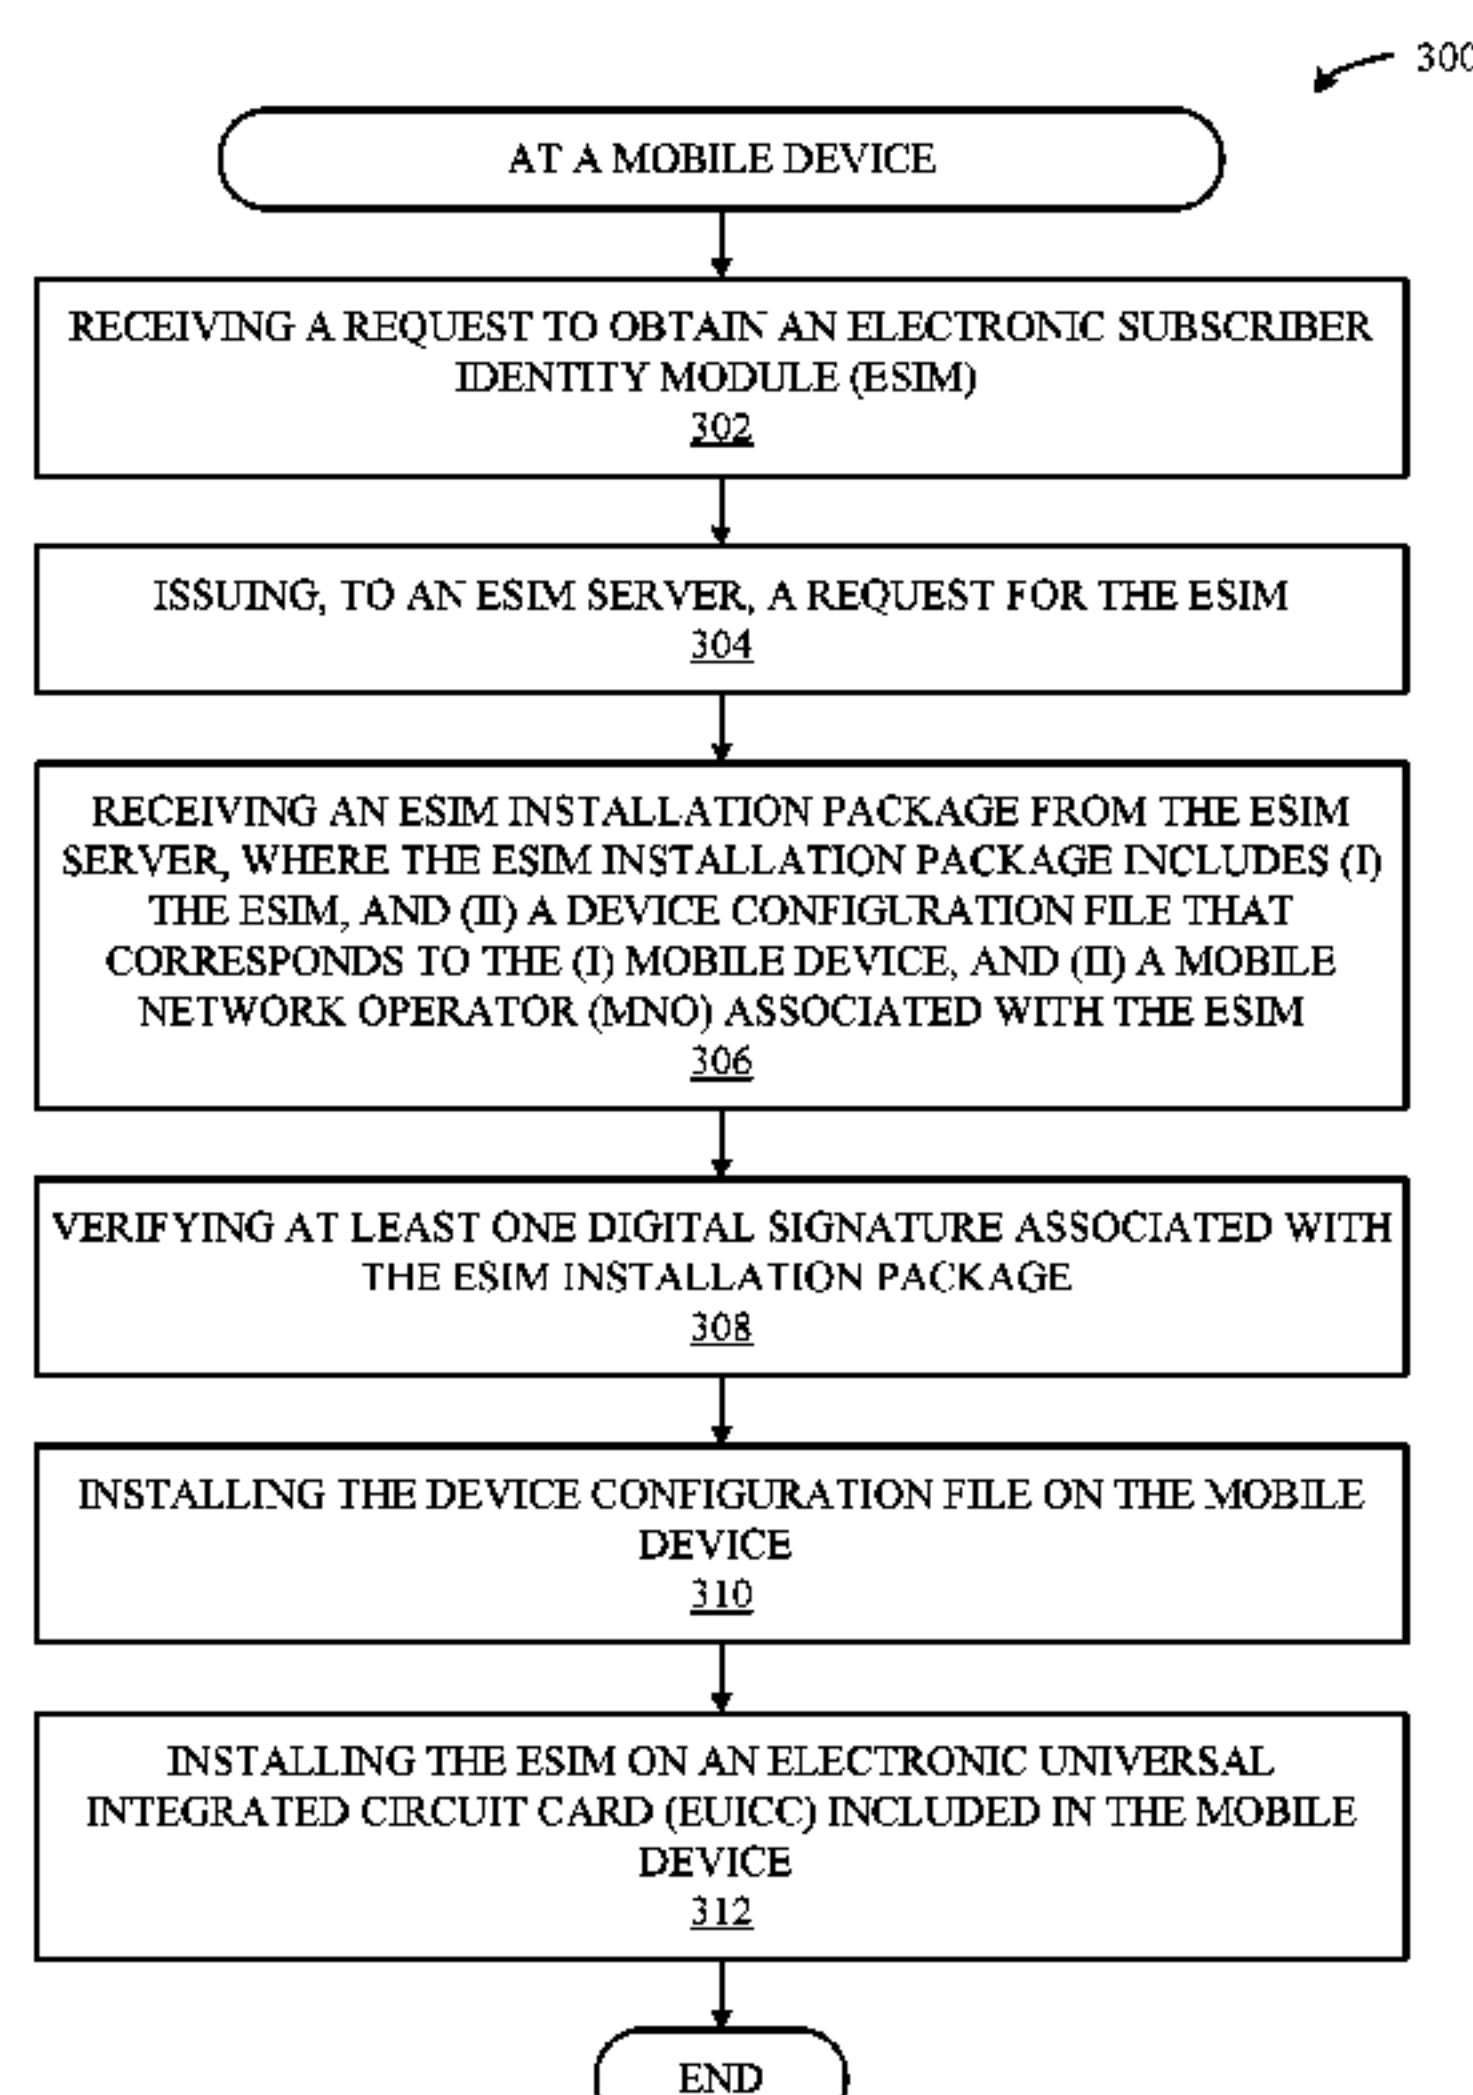 300
AT A MOBILE DEVICE
RECEIVING A REQUEST TO OBTAIN AN ELECTRONIC SUBSCRIBER
IDENTITY MODULE (ESIM)
302
ISSUING, TO AN ESIM SERVER, A REQUEST FOR THE ESIM
304
RECEIVING AN ESIM INSTALLATION PACKAGE FROM THE ESIM
SERVER, WHERE THE ESIM INSTALLATION PACKAGE INCLUDES (I)
THE ESIM, AND (II) A DEVICE CONFIGURATION FILE THAT
CORRESPONDS TO THE (I) MOBILE DEVICE, AND (II) A MOBILE
NETWORK OPERATOR (MNO) ASSOCIATED WITH THE ESIM
306
VERIFYING AT LEAST ONE DIGITAL SIGNATURE ASSOCIATED WITH
THE ESIM INSTALLATION PACKAGE
308
INSTALLING THE DEVICE CONFIGURATION FILE ON THE MOBILE
DEVICE
310
INSTALLING THE ESIM ON AN ELECTRONIC UNIVERSAL
INTEGRATED CIRCUIT CARD (EUICC) INCLUDED IN THE MOBILE
DEVICE
312
END